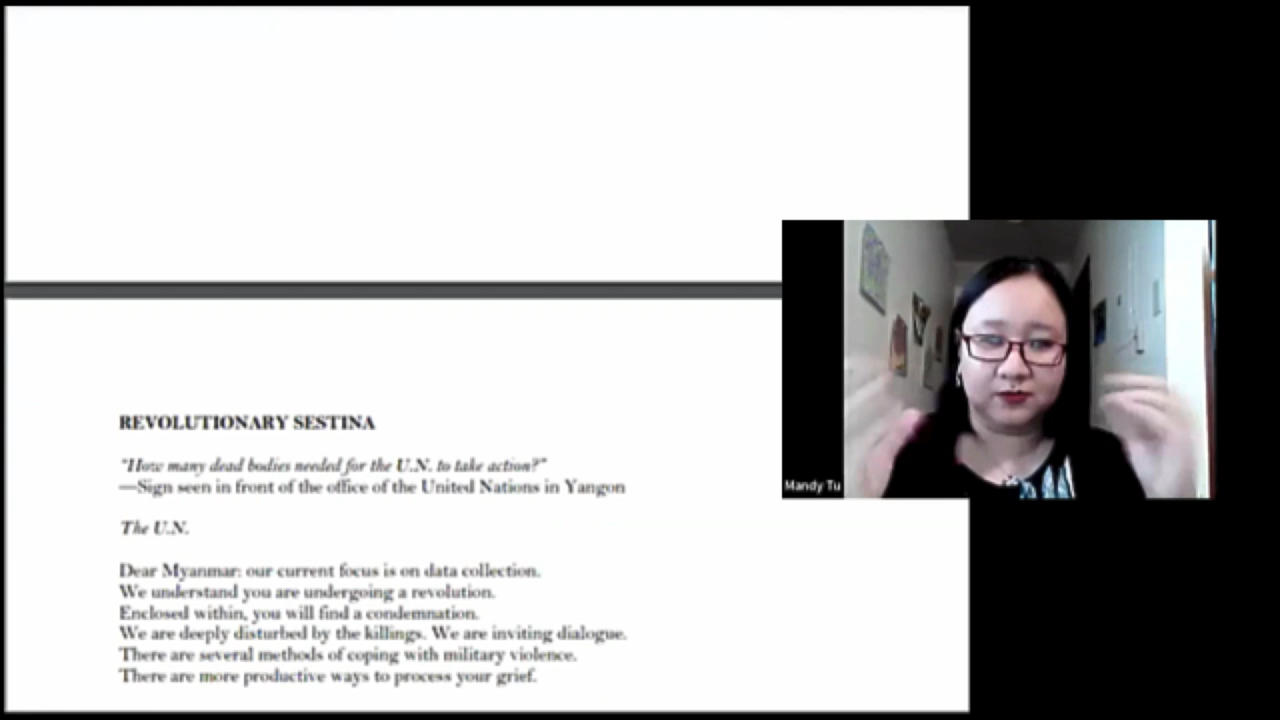 REVOLUTIONARY SESTINA
"How many dead bodies needed for the U.N. to take action?"
—Sign seen in front of the office of the United Nations in Yangon
The U.N.
Dear Myanmar: our current focus is on data collection.
We understand you are undergoing a revolution.
Enclosed within, you will find a condemnation.
We are deeply disturbed by the killings. We are inviting dialogue.
There are several methods of coping with military violence.
There are more productive ways to process your grief.
Mandy Tu